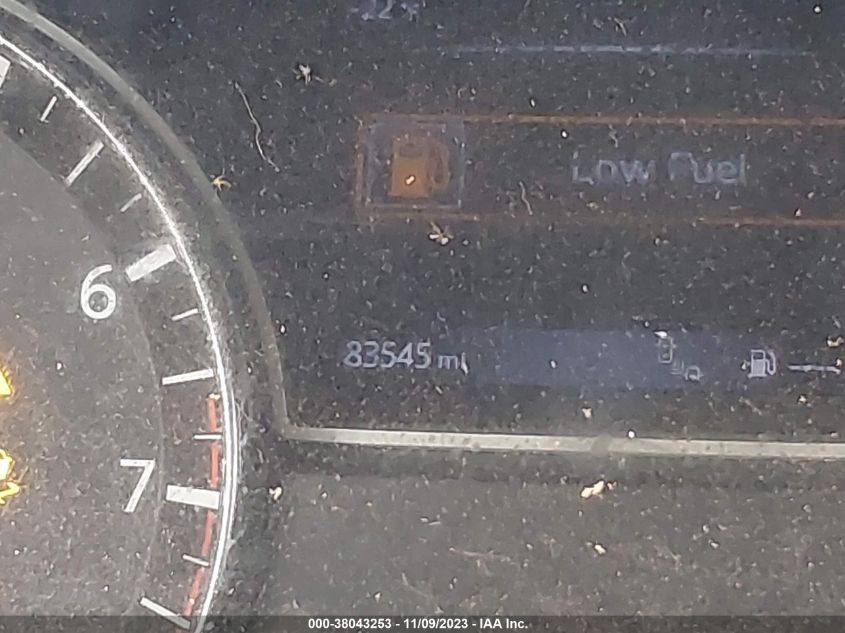 Low Fuel
6
83545 mi
7
000-38043253 - 11/09/2023 - IAA Inc.